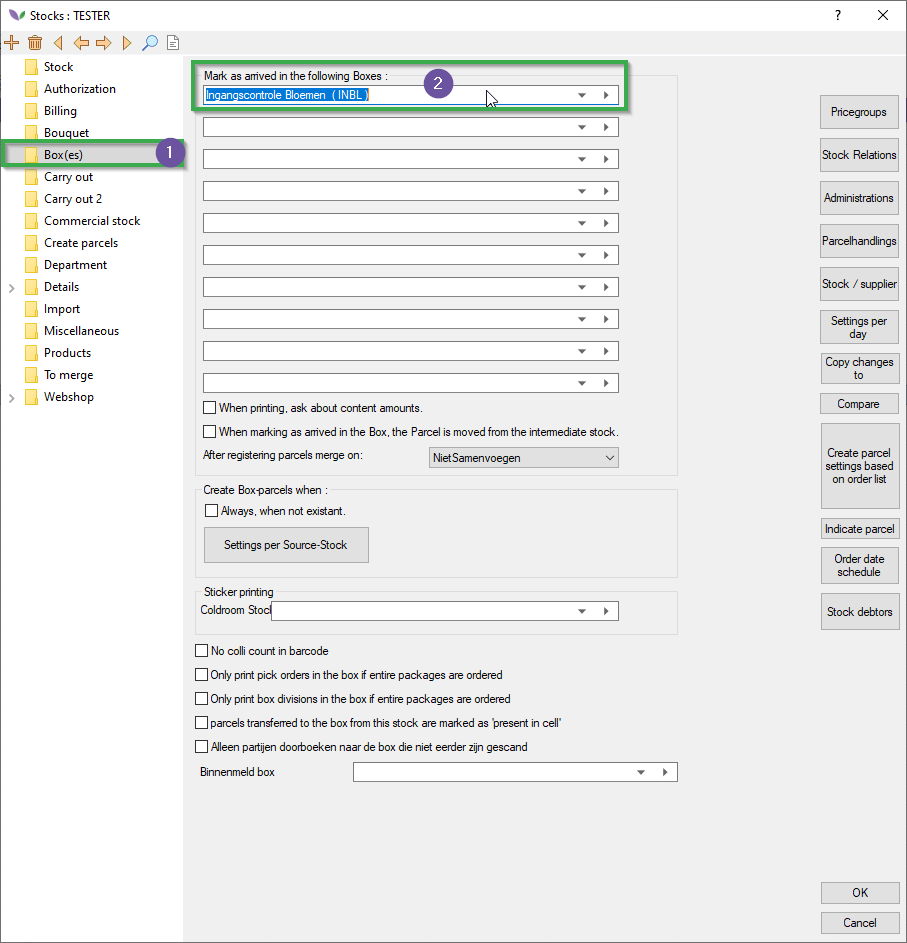 Stocks : TESTER
?
Stock
Authorization
Billing
Bouquet
Box(es)
1
Carry out
Carry out 2
Commercial stock
Create parcels
Department
Details
Import
Miscellaneous
Products
To merge
Webshop
Mark as arrived in the following Boxes :
2
Ingangscontrole Bloemen ( INBL )
When printing, ask about content amounts.
When marking as arrived in the Box, the Parcel is moved from the intermediate stock.
After registering parcels merge on:
NietSamenvoegen
Create Box-parcels when :
Always, when not existant.
Settings per Source-Stock
Sticker printing
Coldroom Stock
No colli count in barcode
Only print pick orders in the box if entire packages are ordered
Only print box divisions in the box if entire packages are ordered
parcels transferred to the box from this stock are marked as 'present in cell'
Alleen partijen doorboeken naar de box die niet eerder zijn gescand
Binnenmeld box
Pricegroups
Stock Relations
Administrations
Parcelhandlings
Stock / supplier
Settings per
day
Copy changes
to
Compare
Create parcel
settings based
on order list
Indicate parcel
Order date
schedule
Stock debtors
OK
Cancel